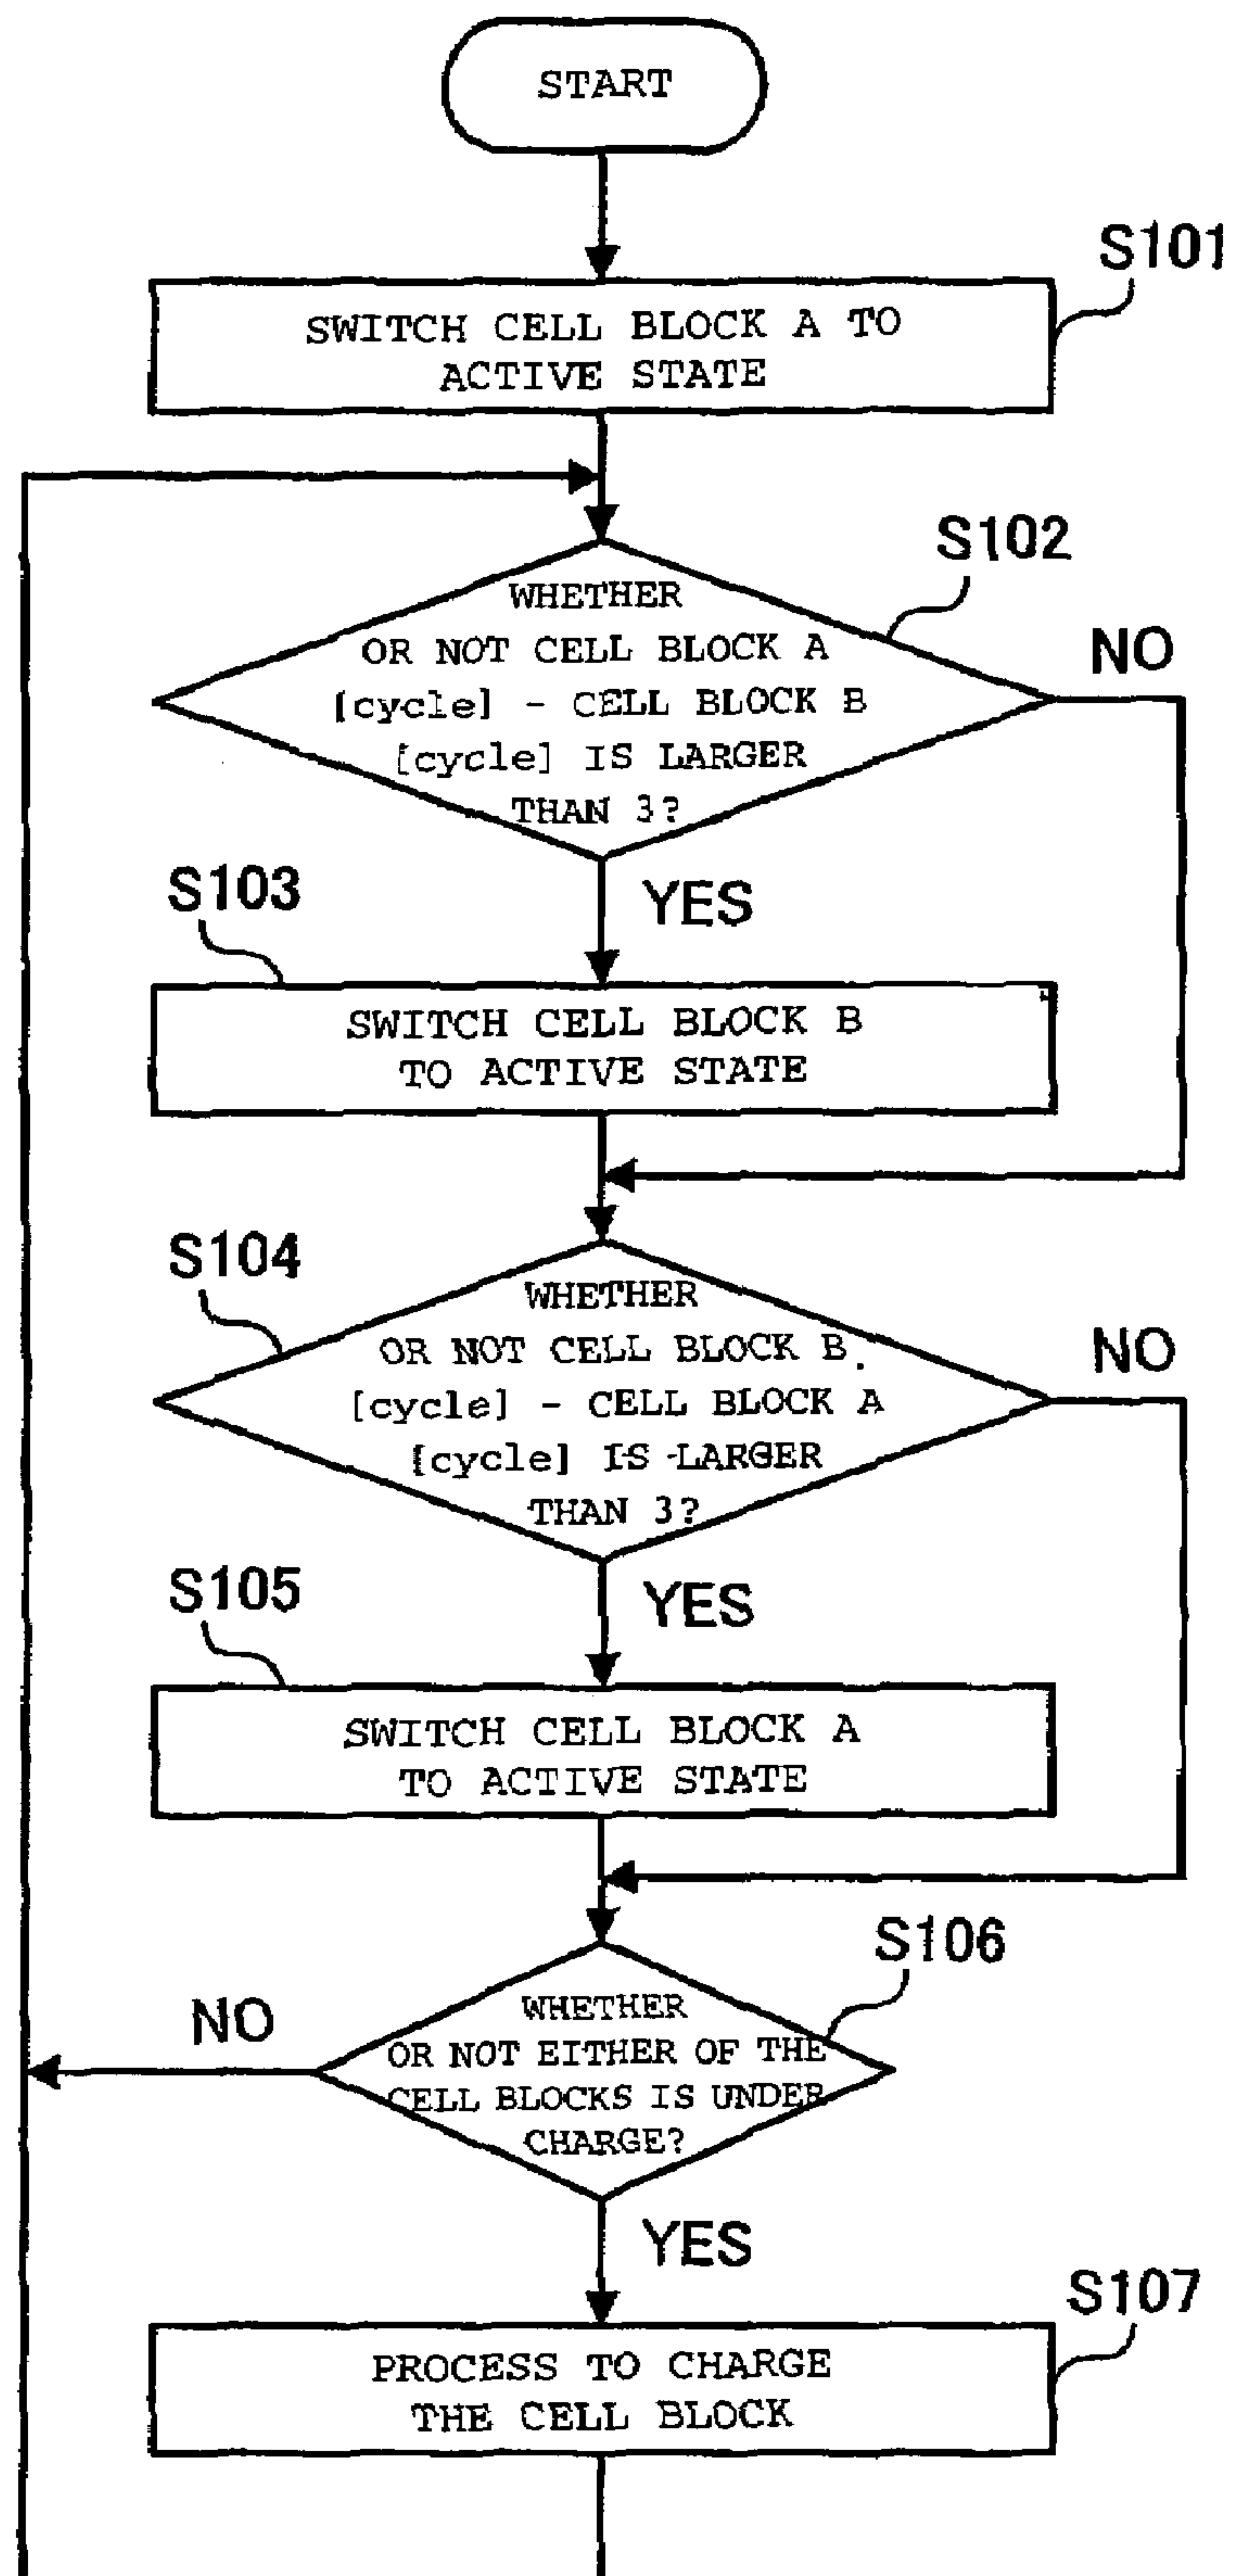 START
S101
SWITCH CELL BLOCK A TO
ACTIVE STATE
S102
WHETHER
OR NOT CELL BLOCK A
[cycle] - CELL BLOCK B
[cycle] IS LARGER
THAN 3?
NO
YES
S103
SWITCH CELL BLOCK B
TO ACTIVE STATE
S104
WHETHER
OR NOT CELL BLOCK B
[cycle] - CELL BLOCK A
[cycle] IS LARGER
THAN 3?
NO
YES
S105
SWITCH CELL BLOCK A
TO ACTIVE STATE
S106
WHETHER
OR NOT EITHER OF THE
CELL BLOCKS IS UNDER
CHARGE?
NO
YES
S107
PROCESS TO CHARGE
THE CELL BLOCK